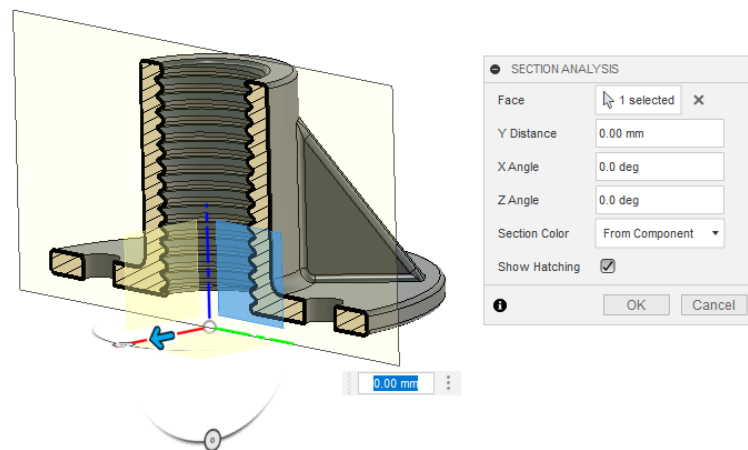 SECTION ANALYSIS
Face 1 selected
Y Distance 0.00 mm
X Angle 0.0 deg
Z Angle 0.0 deg
Section Color From Component
Show Hatching
OK Cancel
0.00 mm